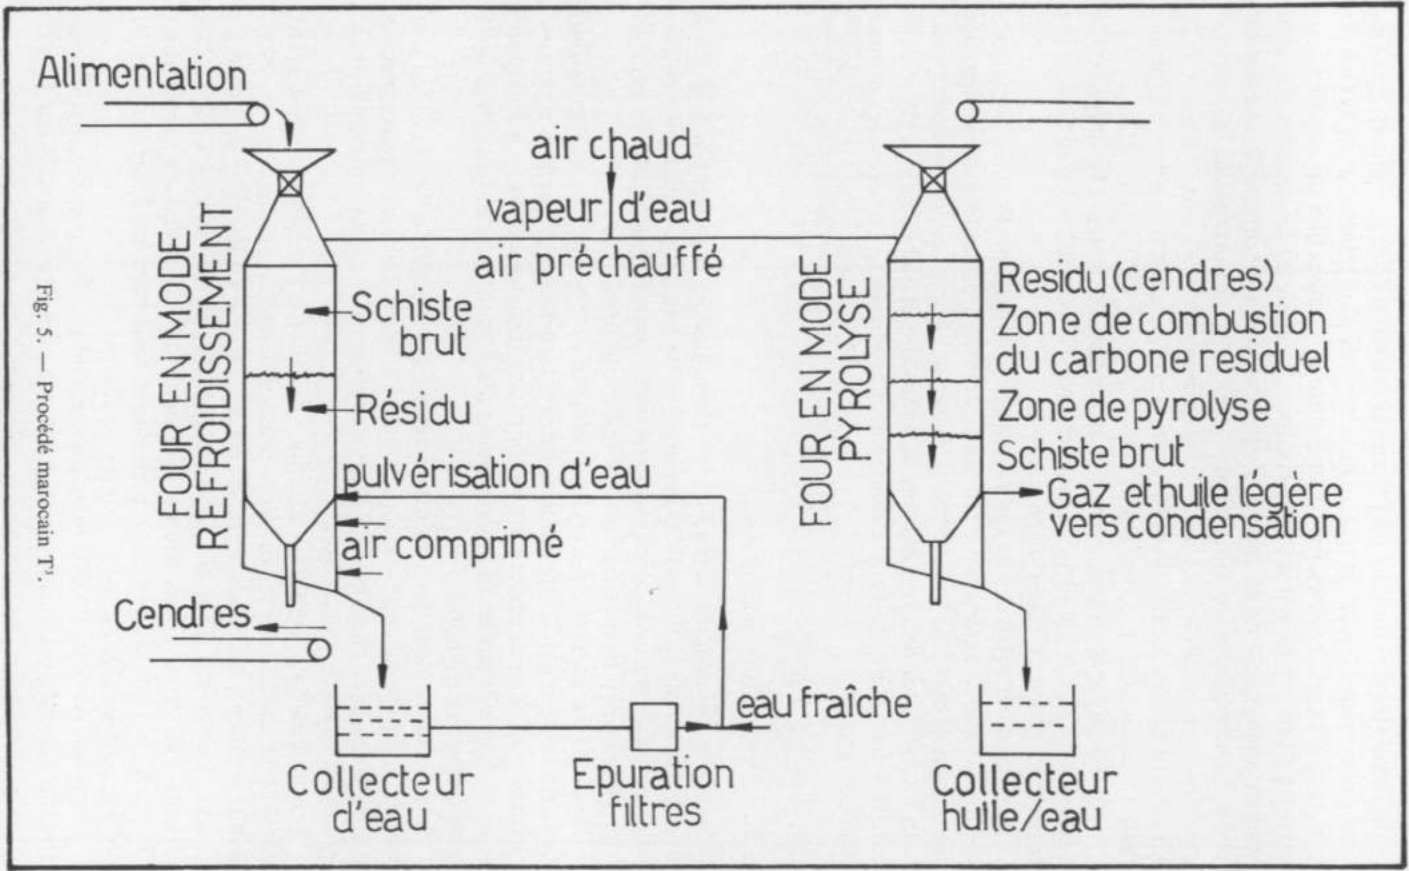 Alimentation
air chaud
vapeur d'eau
air préchauffé
FOUR EN MODE
REFROIDISSEMENT
Schiste
brut
Résidu
pulvérisation d'eau
air comprimé
Cendres
Collecteur
d'eau
Epuration
filtres
eau fraîche
FOUR EN MODE
PYROLYSE
Residu (cendres)
Zone de combustion
du carbone residuel
Zone de pyrolyse
Schiste brut
Gaz et huile légère
vers condensation
Collecteur
huile/eau
Fig. 5. — Procédé marocain T³.